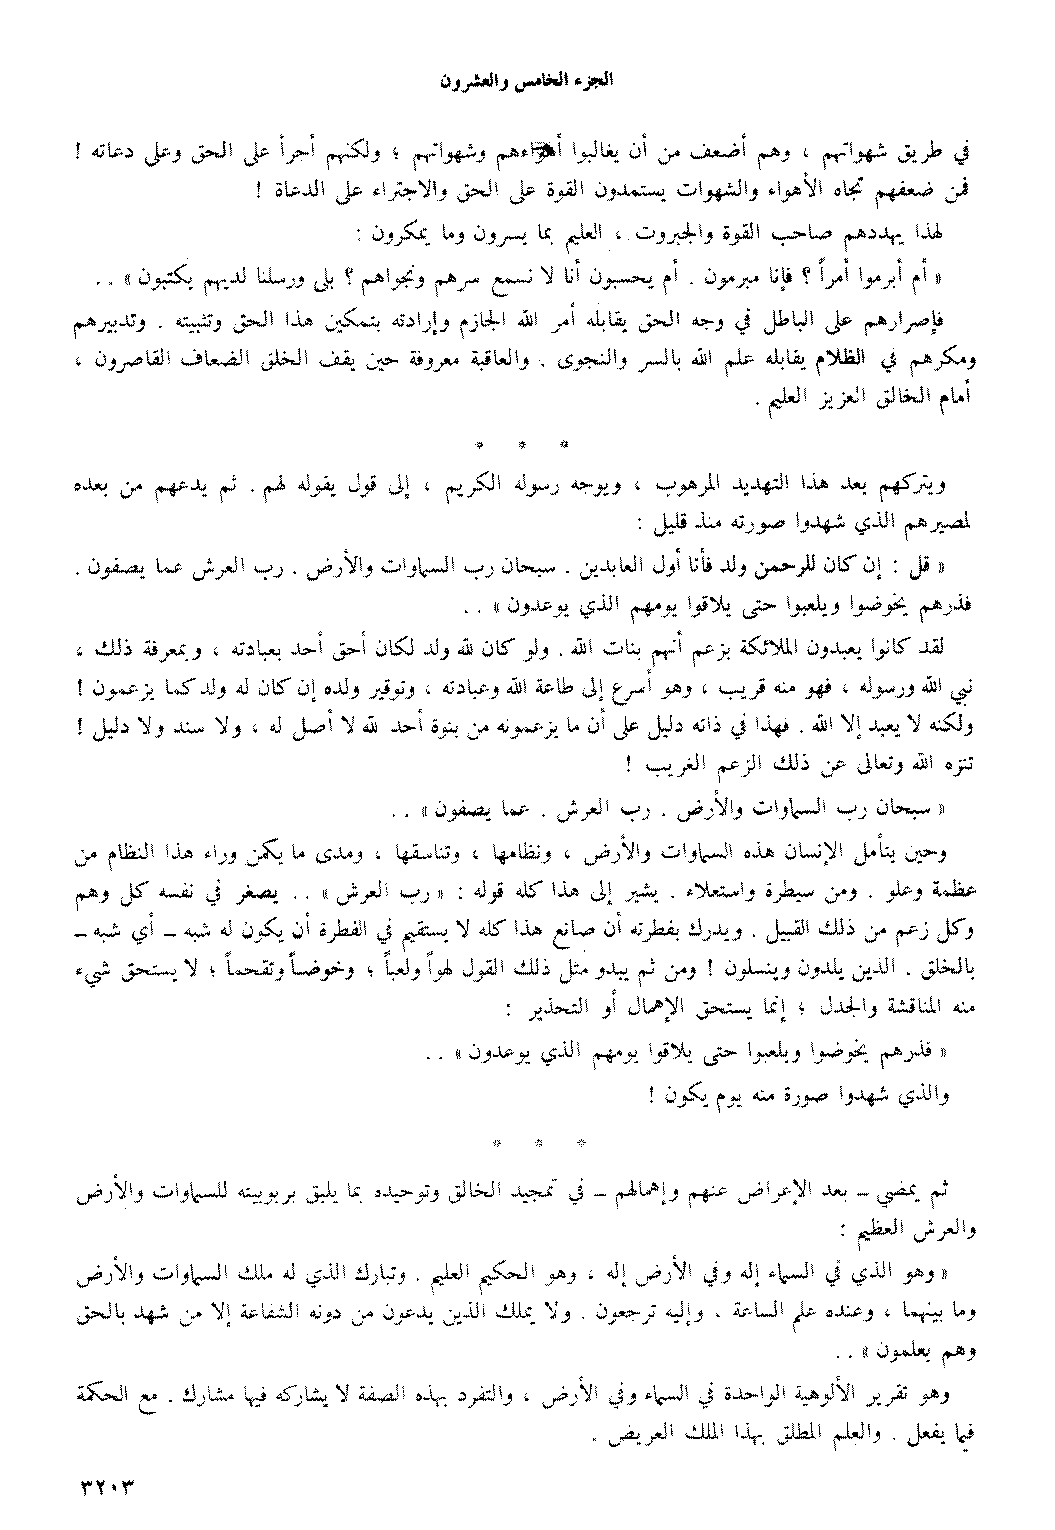 الجزء الخامس والعشرون
في طريق شهواتهم ، وهم أضعف من أن يغالبوا أهواءهم وشهواتهم ؛ ولكنهم أجرأ على الحق وعلى دعاته !
فمن ضعفهم تجاه الأهواء والشهوات يستمدون القوة على الحق والاجتراء على الدعاة !
لهذا يهددهم صاحب القوة والجبروت ، العليم بما يسرون وما يمكرون :
« أم أبرموا أمراً ؟ فإنا مبرمون . أم يحسبون أنا لا نسمع سرهم ونجواهم ؟ بلى ورسلنا لديهم يكتبون » . .
فإصرارهم على الباطل في وجه الحق يقابله أمر الله الجازم وإرادته بتمكين هذا الحق وتثبيته . وتدبيرهم
ومكرهم في الظلام يقابله علم الله بالسر والنجوى . والعاقبة معروفة حين يقف الخلق الضعاف القاصرون ،
أمام الخالق العزيز العليم .
* * *
ويتركهم بعد هذا التهديد المرهوب ، ويوجه رسوله الكريم ، إلى قول يقوله لهم . ثم يدعهم من بعده
لمصيرهم الذي شهدوا صورته منذ قليل :
« قل : إن كان للرحمن ولد فأنا أول العابدين . سبحان رب السماوات والأرض . رب العرش عما يصفون .
فذرهم يخوضوا ويلعبوا حتى يلاقوا يومهم الذي يوعدون » . .
لقد كانوا يعبدون الملائكة بزعم أنهم بنات الله . ولو كان لله ولد لكان أحق أحد بعبادته ، وبمعرفة ذلك ،
نبي الله ورسوله ، فهو منه قريب ، وهو أسرع إلى طاعة الله وعبادته ، وتوقير ولده إن كان له ولد كما يزعمون !
ولكنه لا يعبد إلا الله . فهذا في ذاته دليل على أن ما يزعمونه من بنوة أحد لله لا أصل له ، ولا سند ولا دليل !
تنزه الله وتعالى عن ذلك الزعم الغريب !
« سبحان رب السماوات والأرض . رب العرش . عما يصفون » . .
وحين يتأمل الإنسان هذه السماوات والأرض ، ونظامها ، وتناسقها ، ومدى ما يكمن وراء هذا النظام من
عظمة وعلو . ومن سيطرة واستعلاء . يشير إلى هذا كله قوله : « رب العرش » . . يصغر في نفسه كل وهم
وكل زعم من ذلك القبيل . ويدرك بفطرته أن صانع هذا كله لا يستقيم في الفطرة أن يكون له شبه – أي شبه –
بالخلق . الذين يلدون وينسلون ! ومن ثم يبدو مثل ذلك القول لهواً ولعباً ؛ وخوضاً وتقحماً ؛ لا يستحق شيء
منه المناقشة والجدل ؛ إنما يستحق الإهمال أو التحذير :
« فذرهم يخوضوا ويلعبوا حتى يلاقوا يومهم الذي يوعدون » . .
والذي شهدوا صورة منه يوم يكون !
* * *
ثم يمضي – بعد الإعراض عنهم وإهمالهم – في تمجيد الخالق وتوحيده بما يليق بربوبيته للسماوات والأرض
والعرش العظيم :
« وهو الذي في السماء إله وفي الأرض إله ، وهو الحكيم العليم . وتبارك الذي له ملك السماوات والأرض
وما بينهما ، وعنده علم الساعة ، وإليه ترجعون . ولا يملك الذين يدعون من دونه الشفاعة إلا من شهد بالحق
وهم يعلمون » . .
وهو تقرير الألوهية الواحدة في السماء وفي الأرض ، والتفرد بهذه الصفة لا يشاركه فيها مشارك . مع الحكمة
فيما يفعل . والعلم المطلق بهذا الملك العريض .
٣٢٠٣